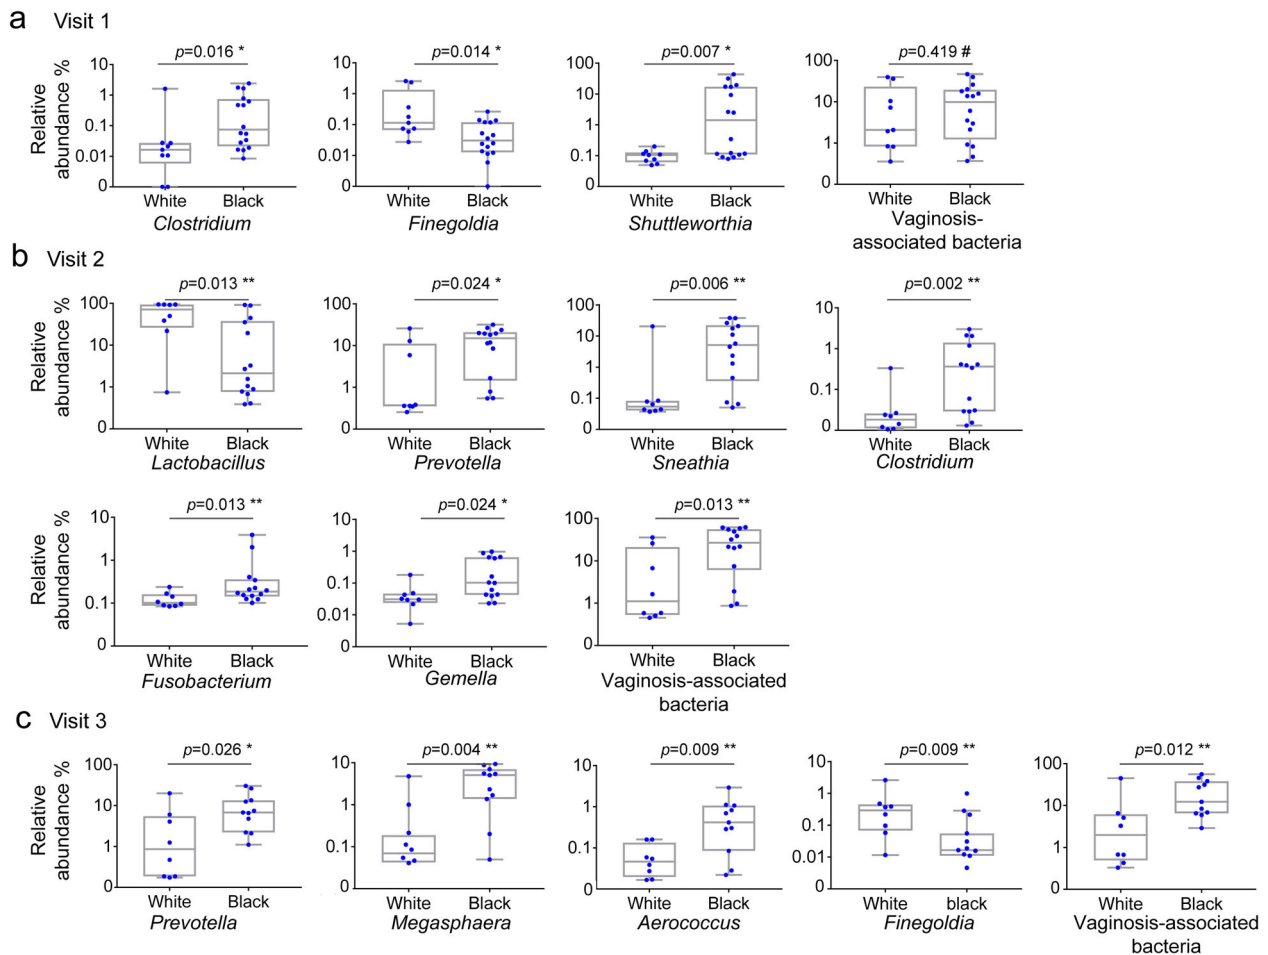 a Visit 1
p=0.016 *
p=0.014 *
p=0.007 *
p=0.419 #
Relative
abundance %
10
1
0.1
0.01
0
White Black
Clostridium
10
1
0.1
0.01
0
White Black
Finegoldia
100
10
1
0.1
0
White Black
Shuttleworthia
100
10
1
0
White Black
Vaginosis-
associated bacteria
b Visit 2
p=0.013 **
p=0.024 *
p=0.006 **
p=0.002 **
Relative
abundance %
100
10
1
0
White Black
Lactobacillus
100
10
1
0
White Black
Prevotella
100
10
1
0.1
0
White Black
Sneathia
10
1
0.1
0
White Black
Clostridium
p=0.013 **
p=0.024 *
p=0.013 **
Relative
abundance %
10
1
0.1
0
White Black
Fusobacterium
10
1
0.1
0.01
0
White Black
Gemella
100
10
1
0
White Black
Vaginosis-associated
bacteria
c Visit 3
p=0.026 *
p=0.004 **
p=0.009 **
p=0.009 **
p=0.012 **
Relative
abundance %
100
10
1
0
White Black
Prevotella
10
1
0.1
0
White Black
Megasphaera
10
1
0.1
0
White Black
Aerococcus
10
1
0.1
0.01
0
White black
Finegoldia
100
10
1
0
White Black
Vaginosis-associated
bacteria